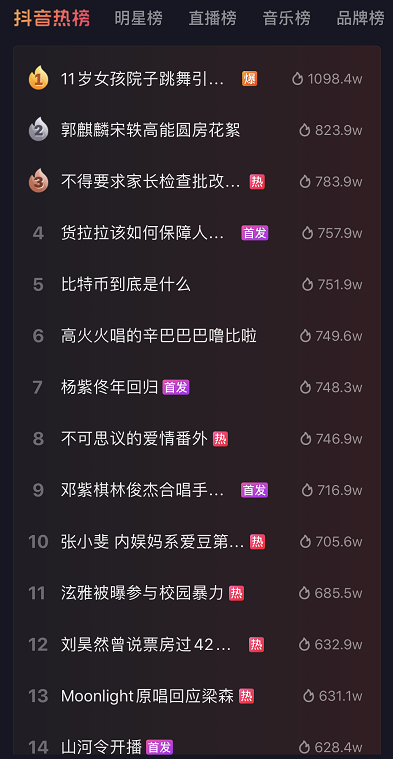 抖音热榜 明星榜 直播榜 音乐榜 品牌榜
1 11岁女孩院子跳舞引... 爆 1098.4w
2 郭麒麟宋轶高能圆房花絮 823.9w
3 不得要求家长检查批改... 热 783.9w
4 货拉拉该如何保障人... 首发 757.9w
5 比特币到底是什么 751.9w
6 高火火唱的辛巴巴巴噜比啦 749.6w
7 杨紫佟年回归 首发 748.3w
8 不可思议的爱情番外 热 746.9w
9 邓紫棋林俊杰合唱手... 首发 716.9w
10 张小斐 内娱妈系爱豆第... 热 705.6w
11 泫雅被曝参与校园暴力 热 685.5w
12 刘昊然曾说票房过42... 热 632.9w
13 Moonlight原唱回应梁森 热 631.1w
14 山河令开播 首发 628.4w